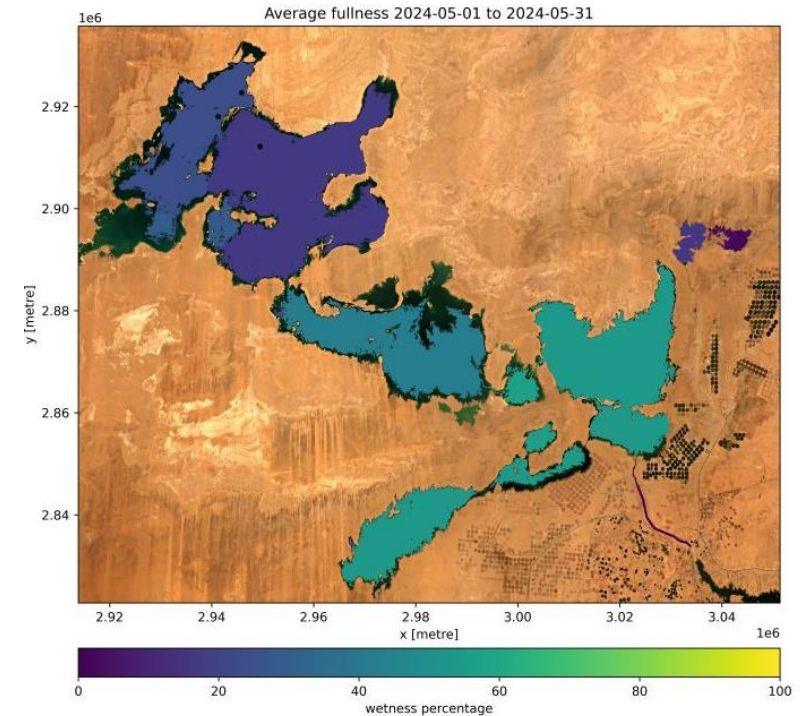 Average fullness 2024-05-01 to 2024-05-31
1e6
2.92
2.90
2.88
2.86
2.84
y [metre]
2.92 2.94 2.96 2.98 3.00 3.02 3.04
x [metre]
1e6
0 20 40 60 80 100
wetness percentage